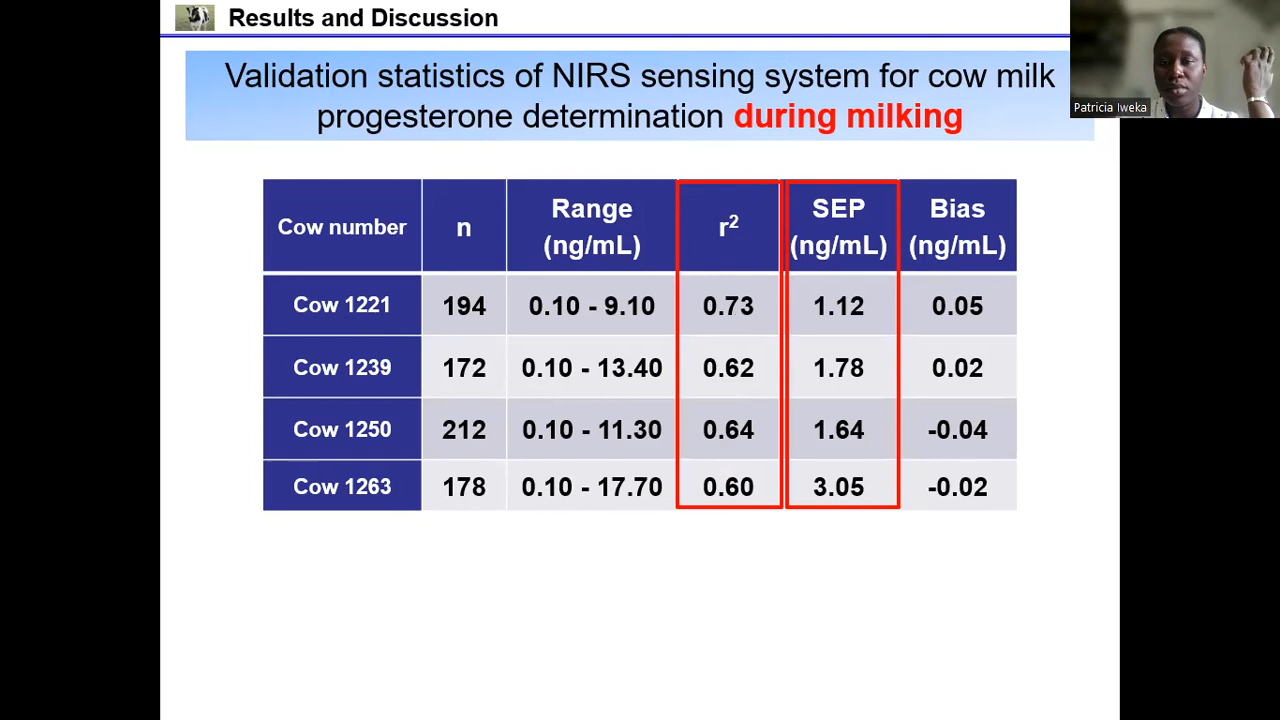 Results and Discussion
Validation statistics of NIRS sensing system for cow milk
progesterone determination during milking
Patricia Iweka
Cow number n Range (ng/mL) r² SEP (ng/mL) Bias (ng/mL)
Cow 1221 194 0.10 - 9.10 0.73 1.12 0.05
Cow 1239 172 0.10 - 13.40 0.62 1.78 0.02
Cow 1250 212 0.10 - 11.30 0.64 1.64 -0.04
Cow 1263 178 0.10 - 17.70 0.60 3.05 -0.02